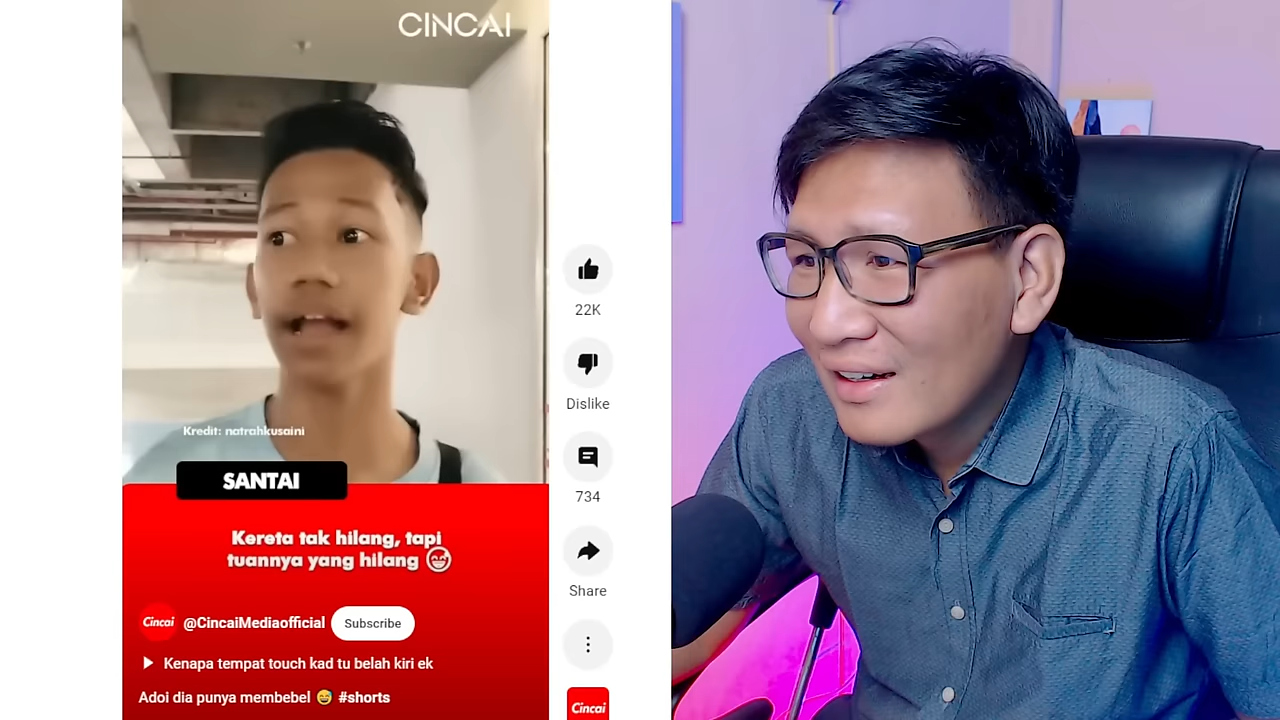 CINCAI
Kredit: natrahkusaini
SANTAI
Kereta tak hilang, tapi
tuannya yang hilang 😅
Cincai
@CincaiMediaofficial
Subscribe
Kenapa tempat touch kad tu belah kiri ek
Adoi dia punya membebel 😅 #shorts
22K
Dislike
734
Share
Cincai